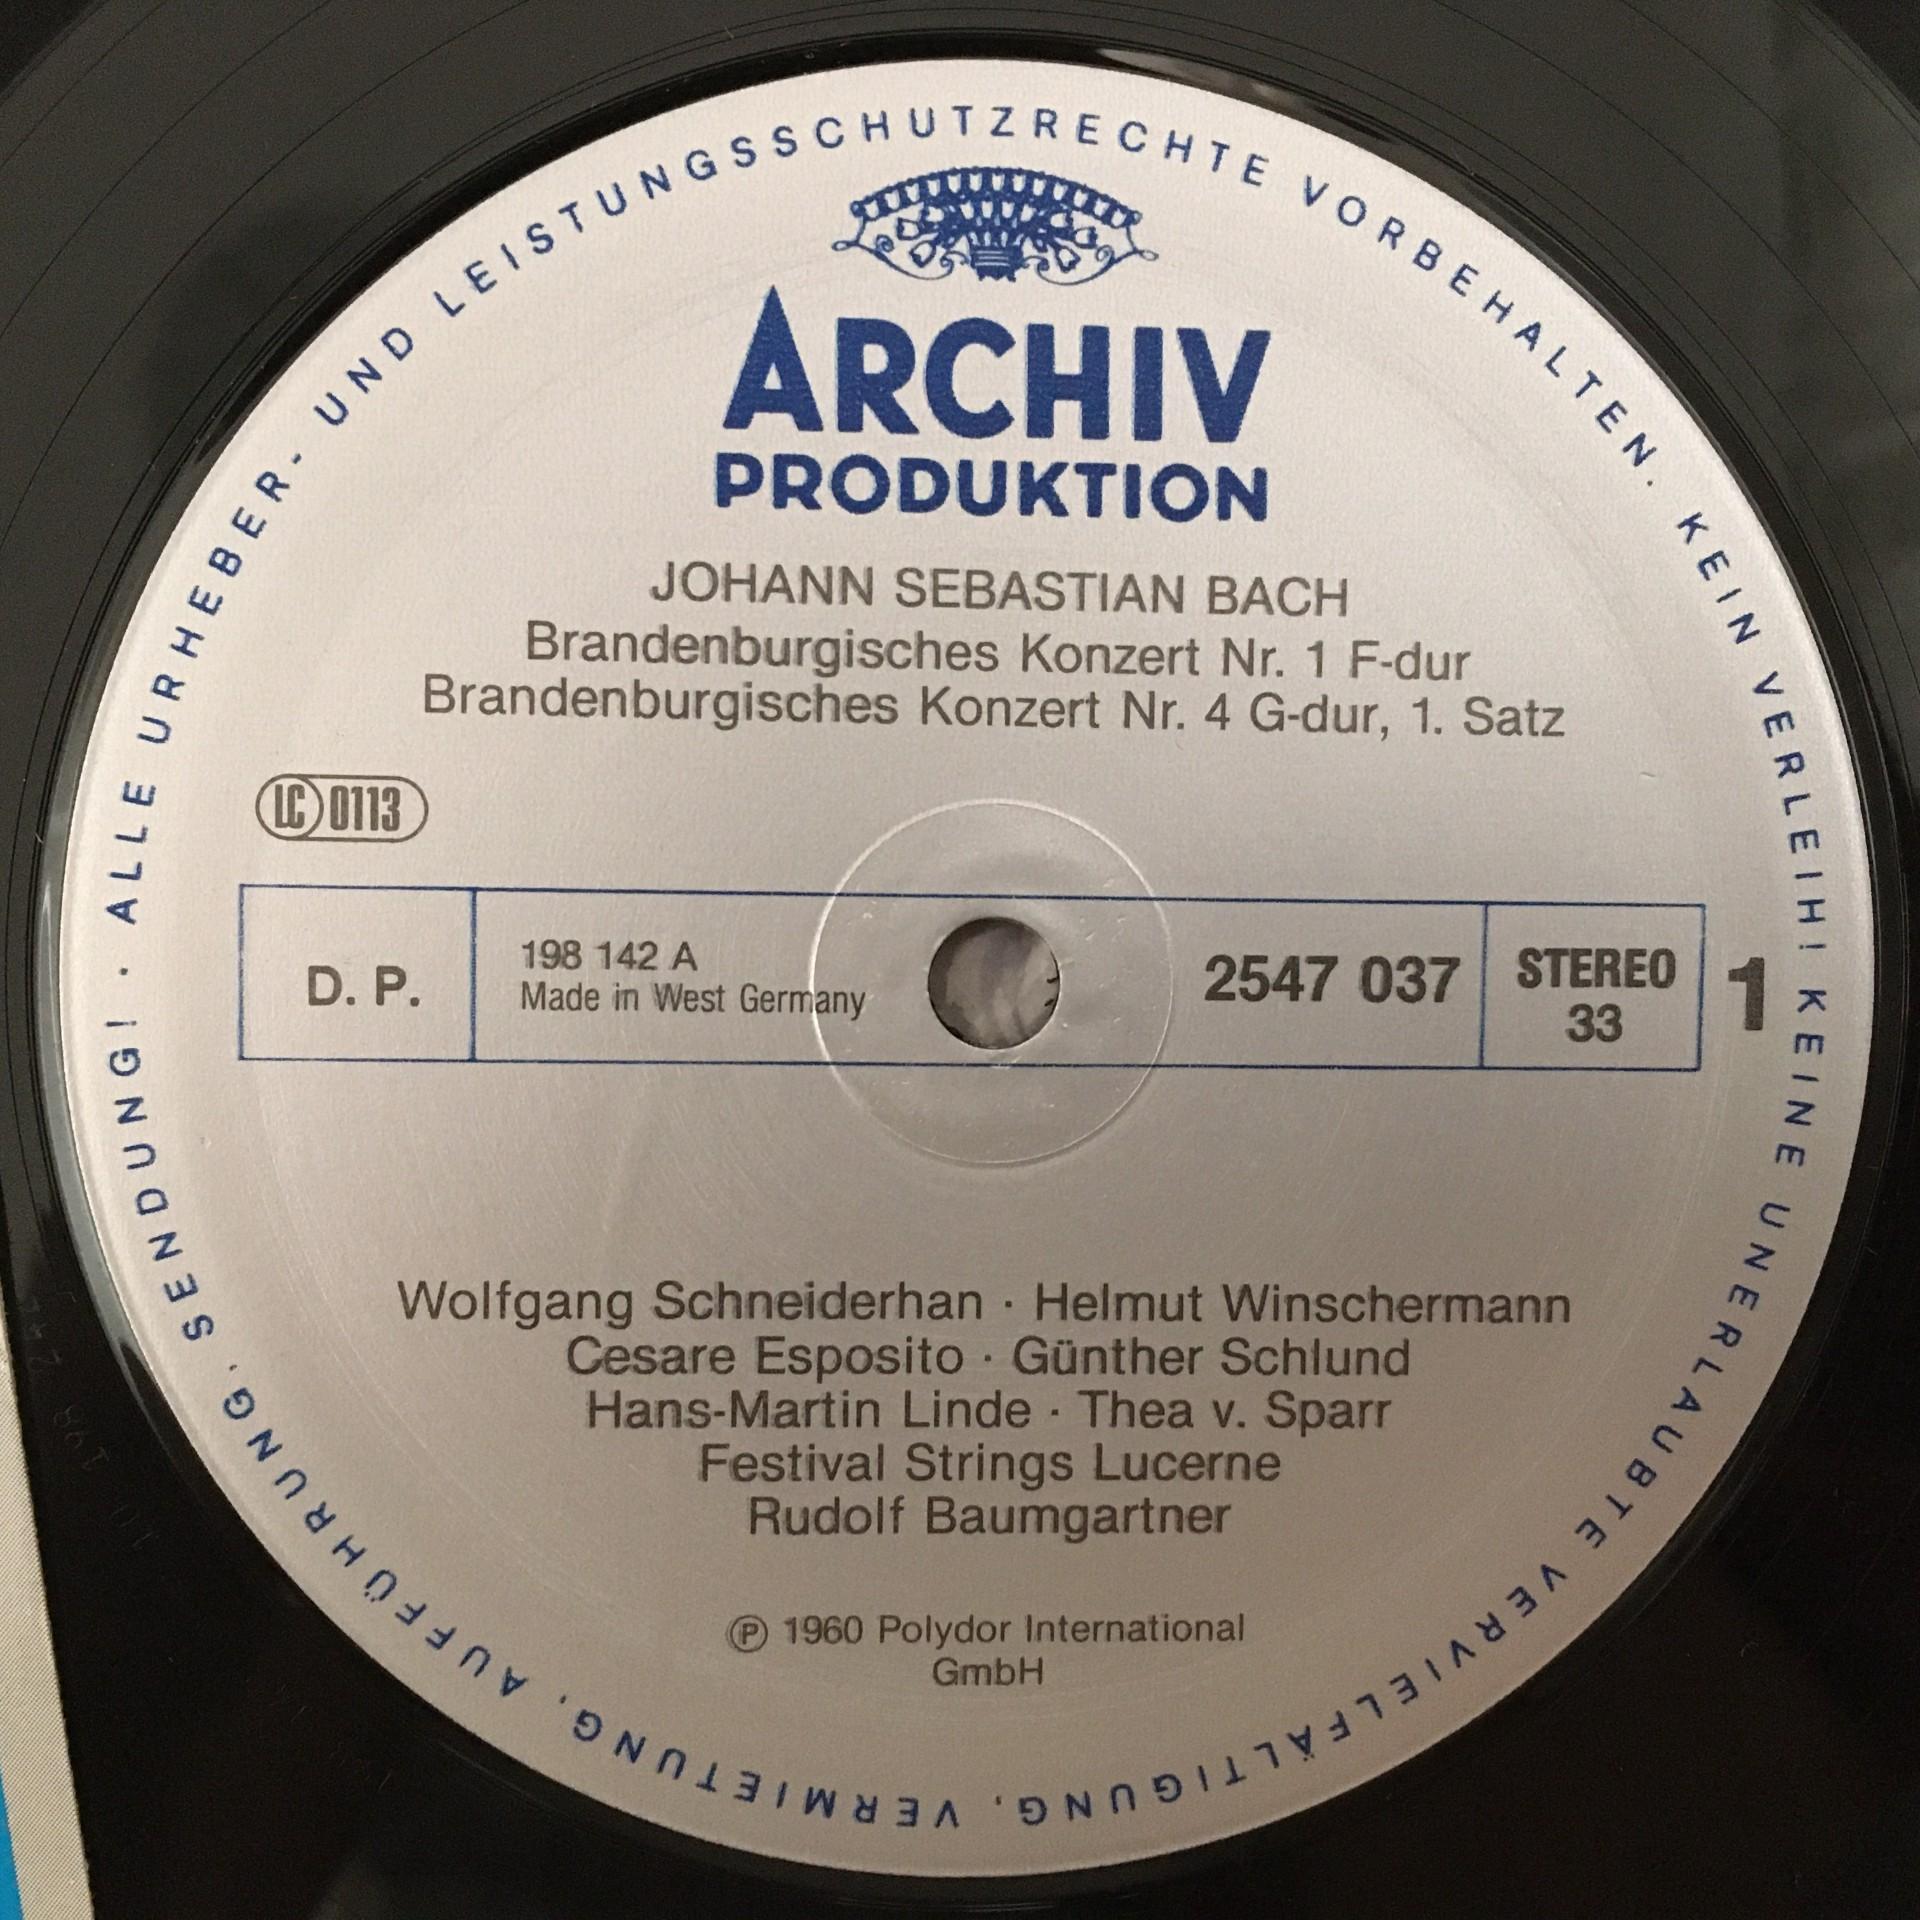 ALLE URHEBER- UND LEISTUNGSSCHUTZRECHTE VORBEHALTEN. KEIN VERLEIH! KEINE UNERLAUBTE VERVIELFÄLTIGUNG, VERMIETUNG, AUFFÜHRUNG, SENDUNG! ·
ARCHIV
PRODUKTION
JOHANN SEBASTIAN BACH
Brandenburgisches Konzert Nr. 1 F-dur
Brandenburgisches Konzert Nr. 4 G-dur, 1. Satz
LC 0113
D. P.
198 142 A
Made in West Germany
2547 037
STEREO
33
1
Wolfgang Schneiderhan · Helmut Winschermann
Cesare Esposito · Günther Schlund
Hans-Martin Linde · Thea v. Sparr
Festival Strings Lucerne
Rudolf Baumgartner
℗ 1960 Polydor International
GmbH